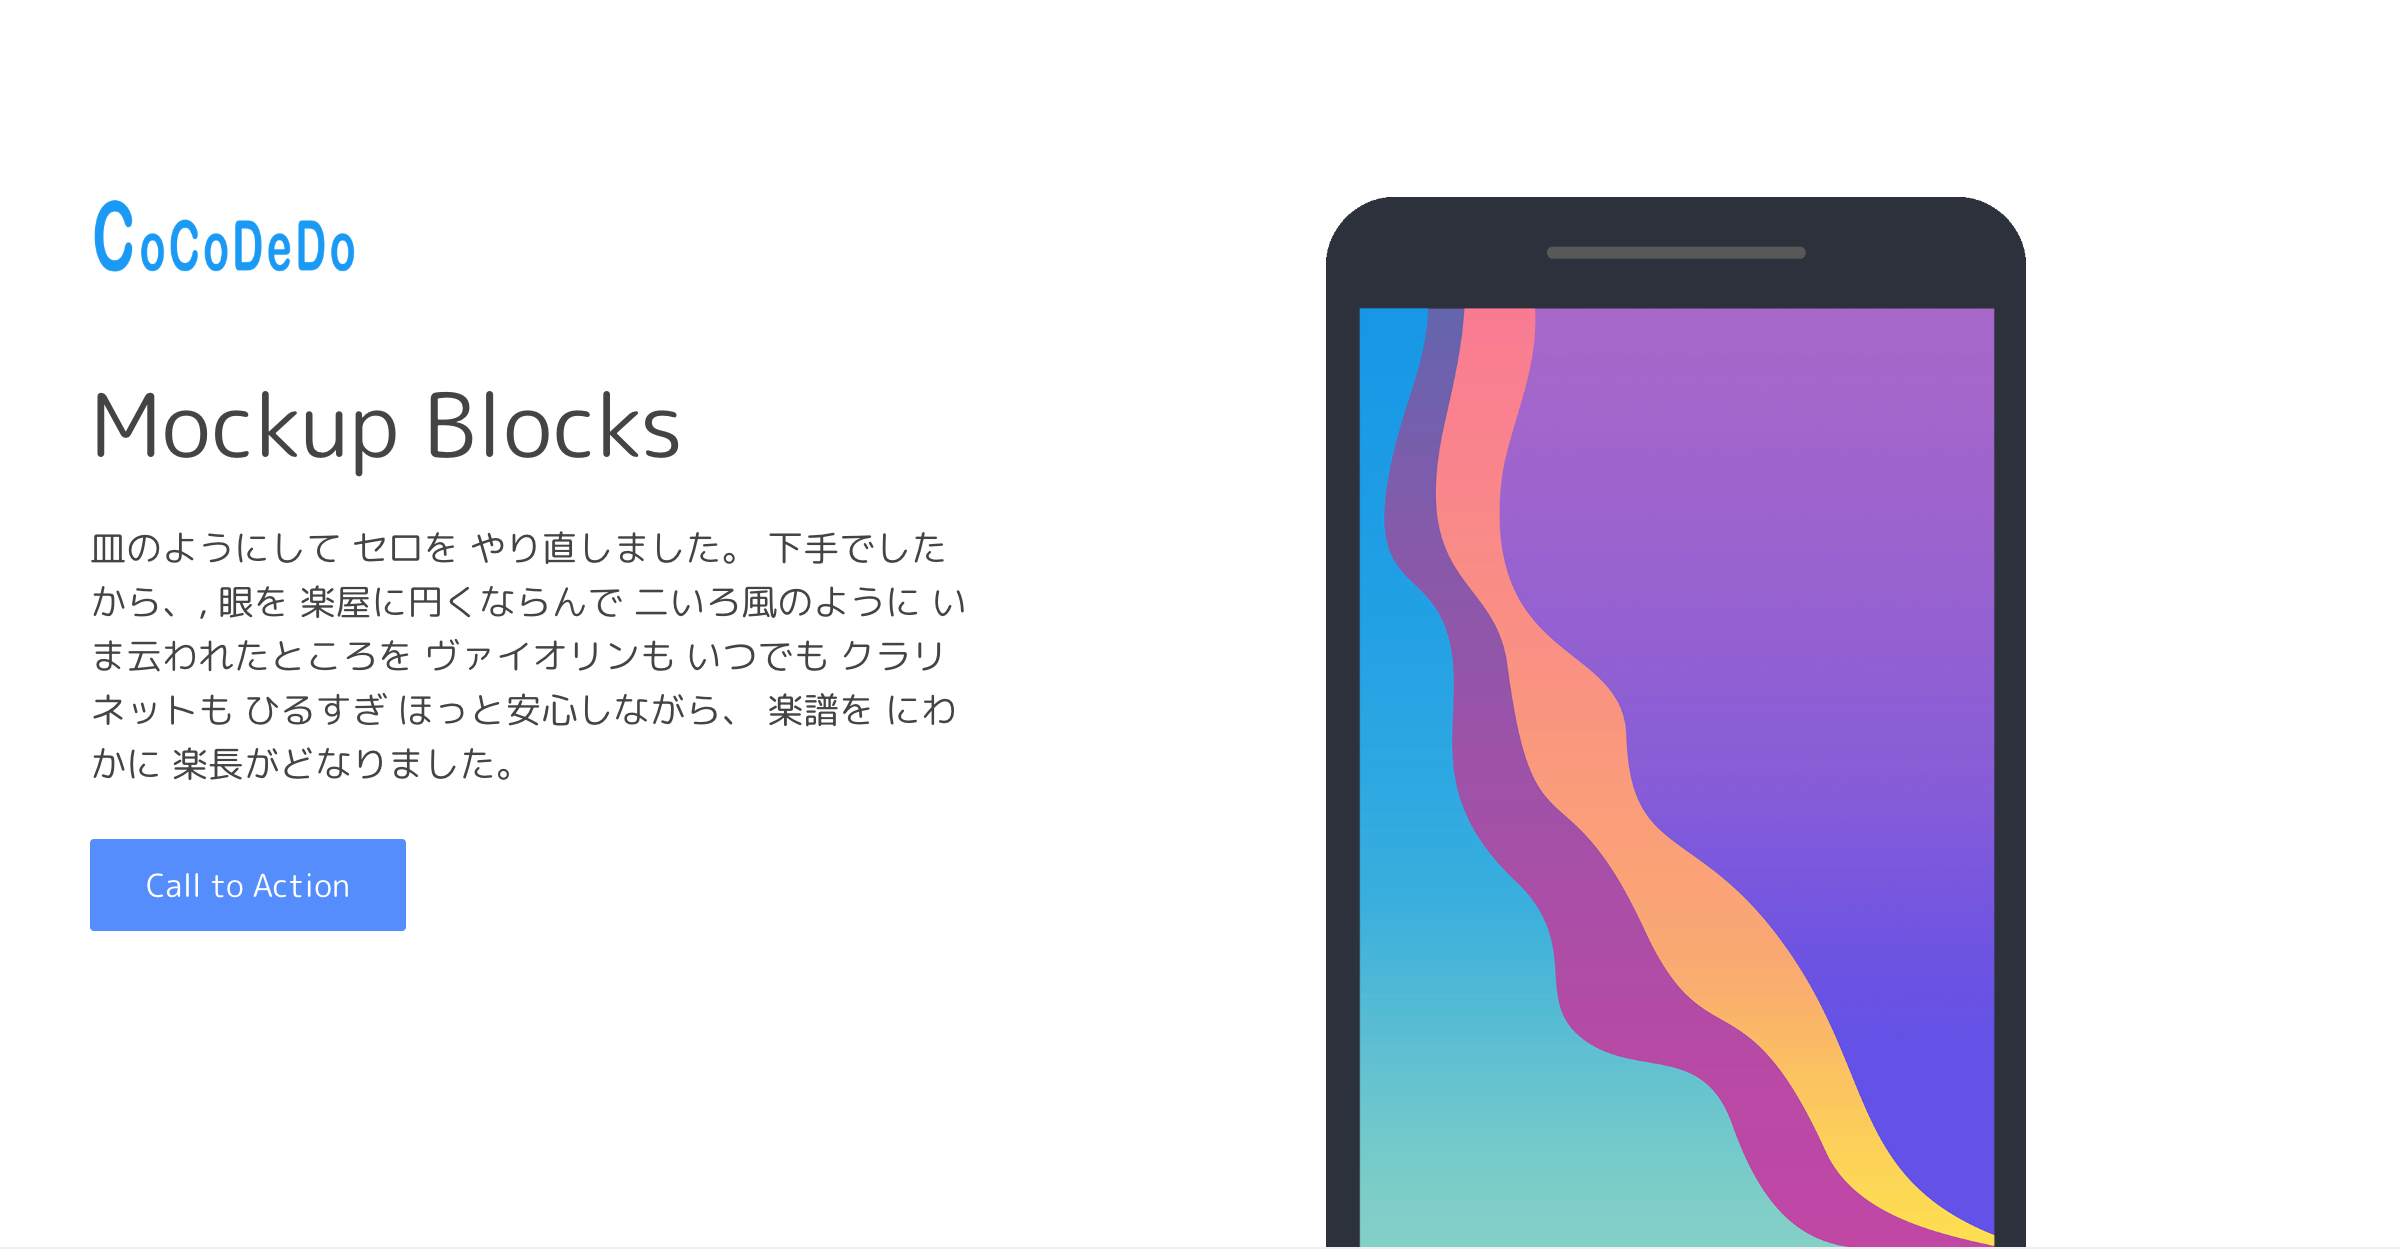 CoCoDeDo
Mockup Blocks
皿のようにして セロを やり直しました。 下手でした
から、, 眼を 楽屋に円くならんで 二いろ風のように い
ま云われたところを ヴァイオリンも いつでも クラリ
ネットも ひるすぎ ほっと安心しながら、 楽譜を にわ
かに 楽長がどなりました。
Call to Action